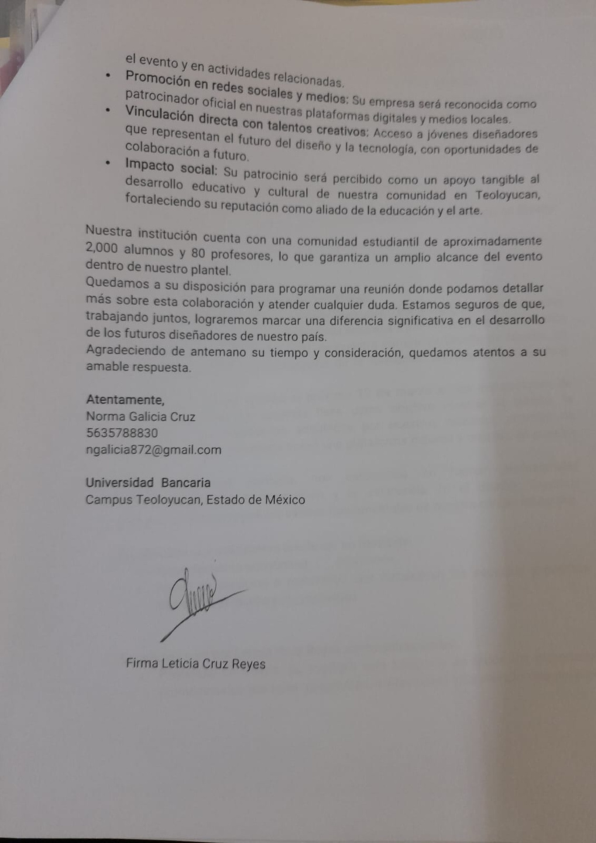 el evento y en actividades relacionadas.
• Promoción en redes sociales y medios: Su empresa será reconocida como
patrocinador oficial en nuestras plataformas digitales y medios locales.
• Vinculación directa con talentos creativos: Acceso a jóvenes diseñadores
que representan el futuro del diseño y la tecnología, con oportunidades de
colaboración a futuro.
• Impacto social: Su patrocinio será percibido como un apoyo tangible al
desarrollo educativo y cultural de nuestra comunidad en Teoloyucan,
fortaleciendo su reputación como aliado de la educación y el arte.
Nuestra institución cuenta con una comunidad estudiantil de aproximadamente
2,000 alumnos y 80 profesores, lo que garantiza un amplio alcance del evento
dentro de nuestro plantel.
Quedamos a su disposición para programar una reunión donde podamos detallar
más sobre esta colaboración y atender cualquier duda. Estamos seguros de que,
trabajando juntos, lograremos marcar una diferencia significativa en el desarrollo
de los futuros diseñadores de nuestro país.
Agradeciendo de antemano su tiempo y consideración, quedamos atentos a su
amable respuesta.
Atentamente,
Norma Galicia Cruz
5635788830
ngalicia872@gmail.com
Universidad Bancaria
Campus Teoloyucan, Estado de México
Firma Leticia Cruz Reyes